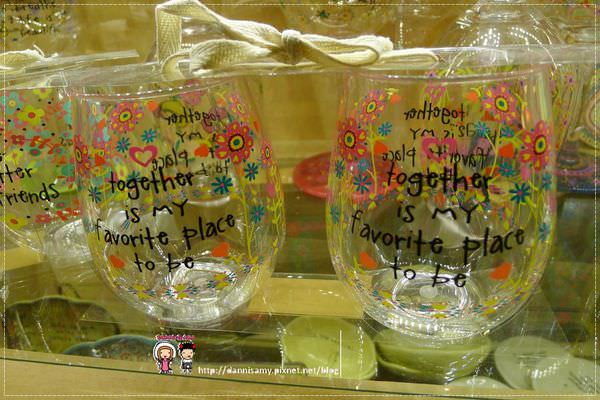 together
is my
favorite place
to be
together
is my
favorite place
to be
friends
http://dannisamy.pixnet.net/blog